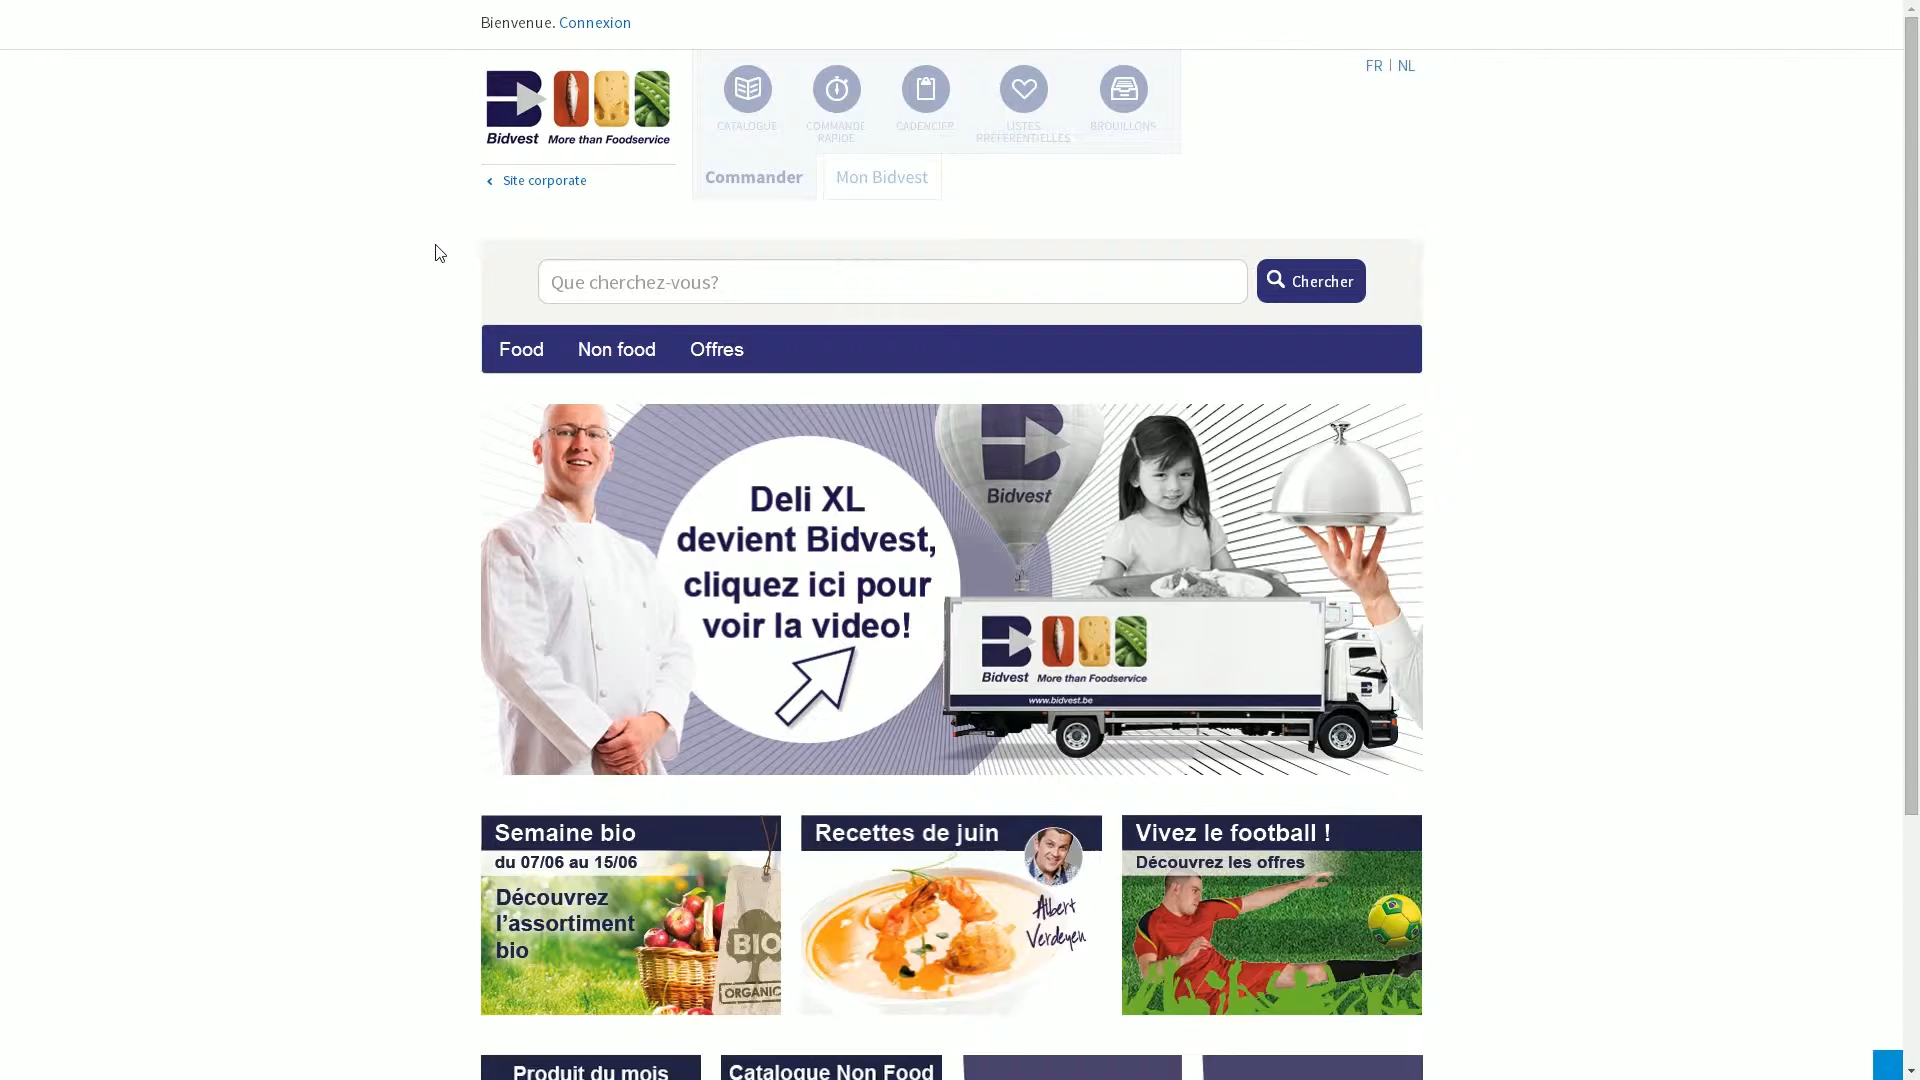 Bienvenue. Connexion
FR | NL
Bidvest More than Foodservice
Site corporate
CATALOGUE
COMMANDE
RAPIDE
CADENCIER
LISTES
PRÉFÉRENTIELLES
BROUILLONS
Commander
Mon Bidvest
Que cherchez-vous?
Chercher
Food Non food Offres
Deli XL
devient Bidvest,
cliquez ici pour
voir la video!
Bidvest
Bidvest More than Foodservice
www.bidvest.be
Semaine bio
du 07/06 au 15/06
Découvrez
l'assortiment
bio
BIO
ORGANIC
Recettes de juin
Albert
Verdeyen
Vivez le football !
Découvrez les offres
Produit du mois
Catalogue Non Food